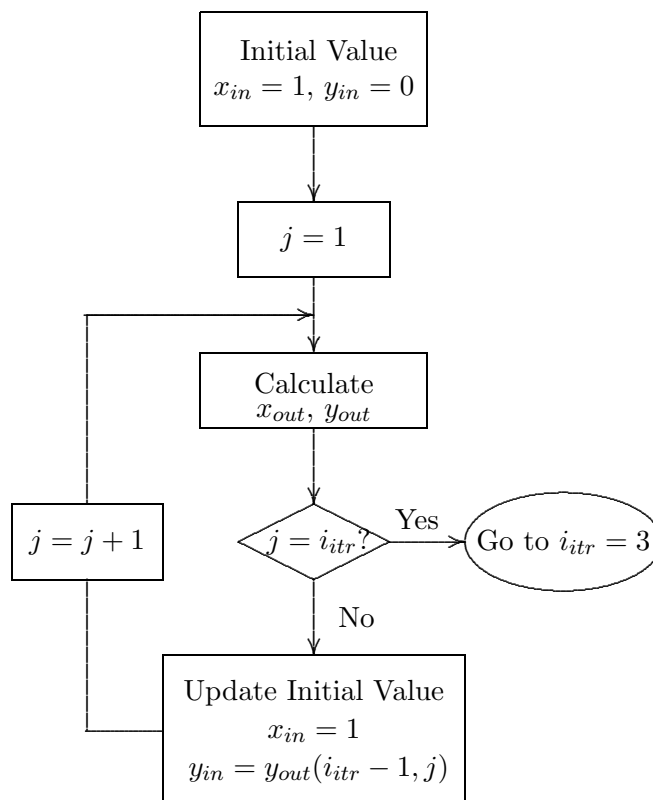 Initial Value
x_{in} = 1, y_{in} = 0
j = 1
Calculate
x_{out}, y_{out}
j = i_{itr}?
Yes
Go to i_{itr} = 3
j = j + 1
No
Update Initial Value
x_{in} = 1
y_{in} = y_{out}(i_{itr} − 1, j)